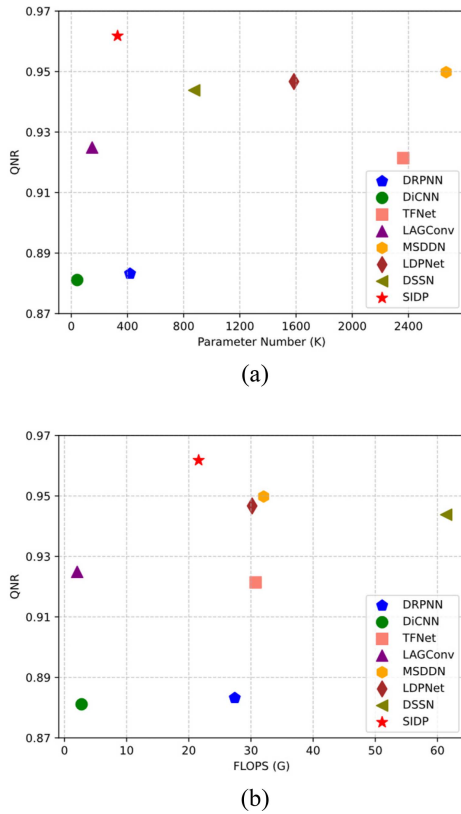 0.97
0.95
0.93
0.91
0.89
0.87
QNR
DRPNN
DiCNN
TFNet
LAGConv
MSDDN
LDPNet
DSSN
SIDP
0 400 800 1200 1600 2000 2400
Parameter Number (K)
(a)
0.97
0.95
0.93
0.91
0.89
0.87
QNR
DRPNN
DiCNN
TFNet
LAGConv
MSDDN
LDPNet
DSSN
SIDP
0 10 20 30 40 50 60
FLOPS (G)
(b)